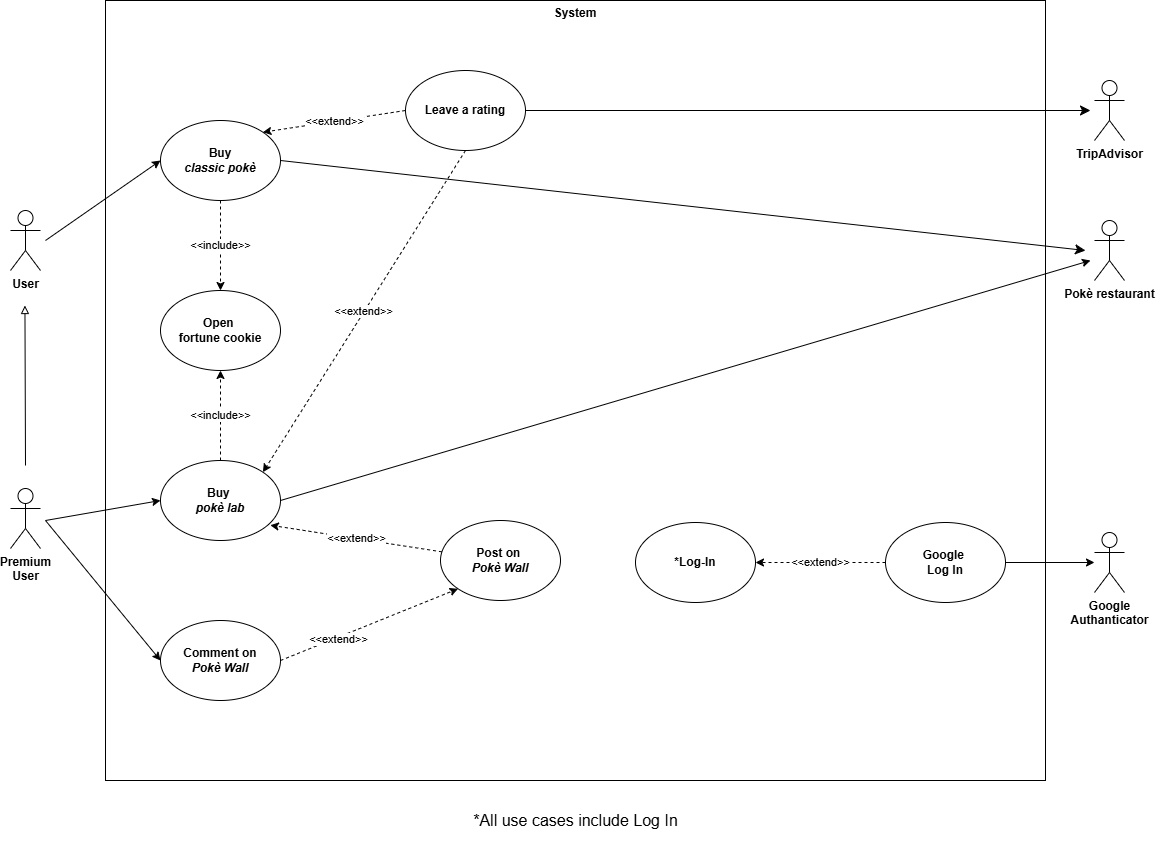 System
Leave a rating
<<extend>>
TripAdvisor
Buy
classic pokè
User
<<include>>
Pokè restaurant
Open
fortune cookie
<<extend>>
<<include>>
Buy
pokè lab
Premium
User
<<extend>>
Post on
Pokè Wall
*Log-In
<<extend>>
Google
Log In
Google
Authanticator
<<extend>>
Comment on
Pokè Wall
*All use cases include Log In